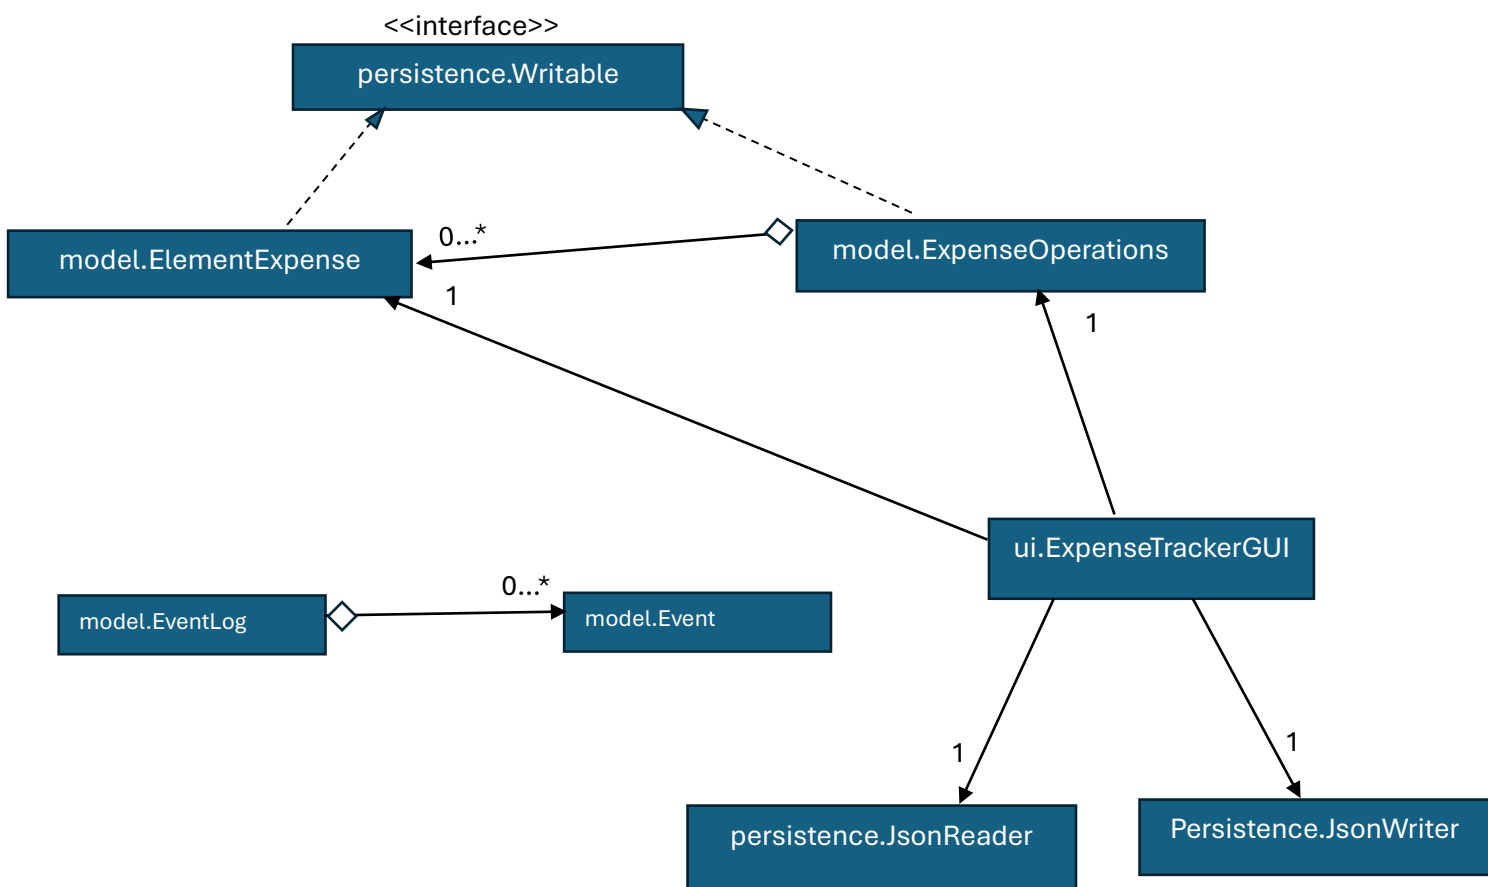 <<interface>>
persistence.Writable
0...*
model.ElementExpense
model.ExpenseOperations
1
1
ui.ExpenseTrackerGUI
0...*
model.EventLog
model.Event
1
1
persistence.JsonReader
Persistence.JsonWriter